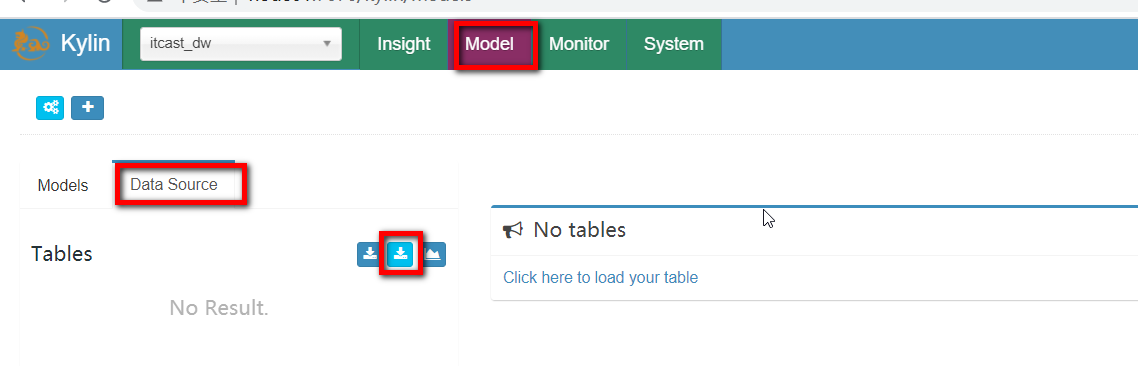 Kylin
itcast_dw
Insight
Model
Monitor
System
Models
Data Source
Tables
No Result.
No tables
Click here to load your table